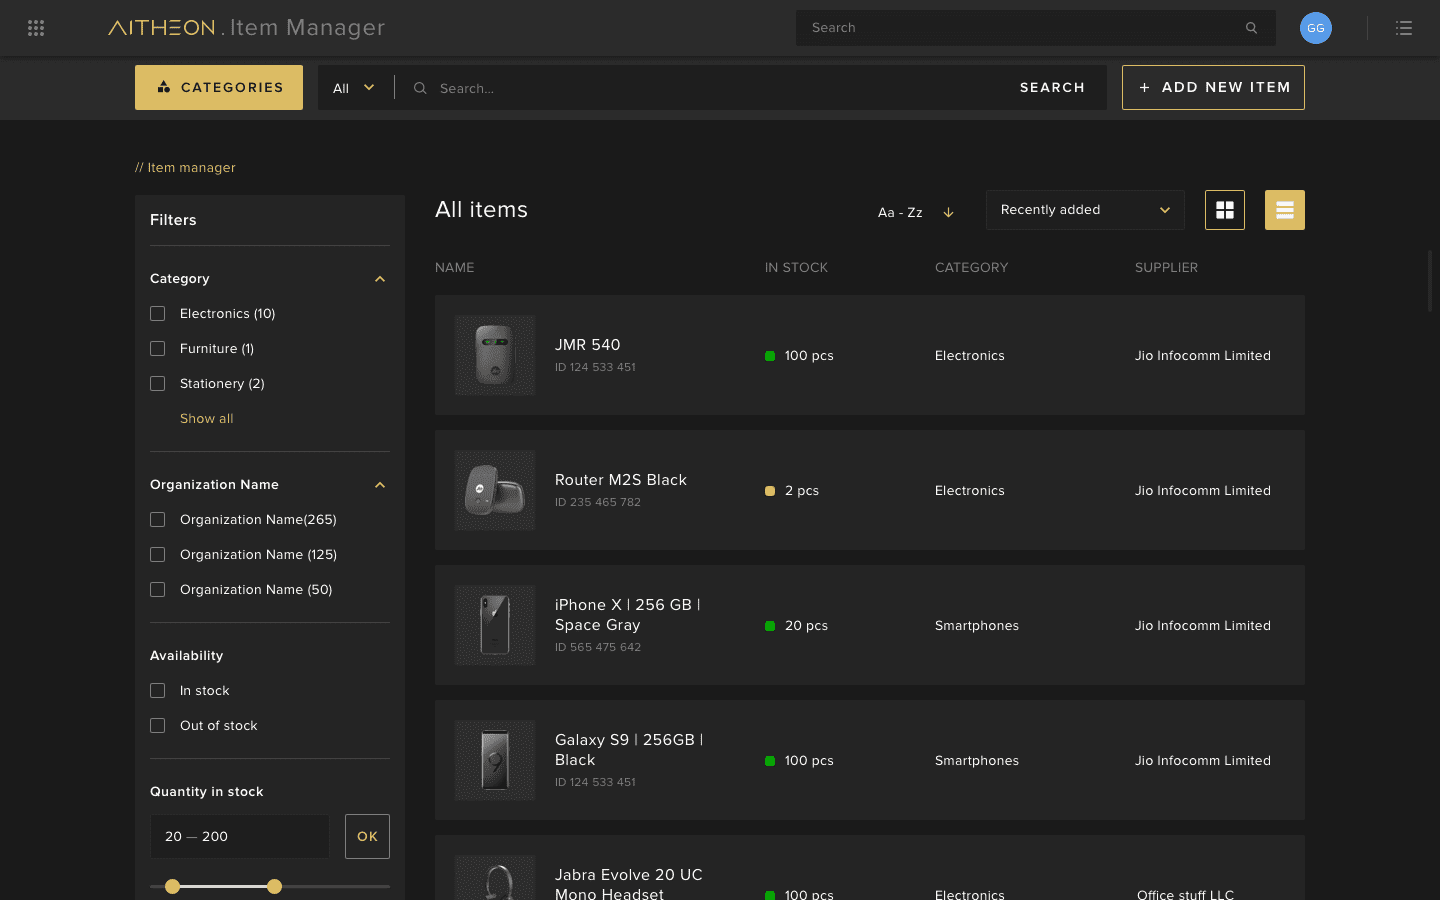 AITHEON . Item Manager
Search
GG
CATEGORIES
All
Search...
SEARCH
+ ADD NEW ITEM
// Item manager
Filters
Category
Electronics (10)
Furniture (1)
Stationery (2)
Show all
Organization Name
Organization Name(265)
Organization Name (125)
Organization Name (50)
Availability
In stock
Out of stock
Quantity in stock
20 — 200
OK
All items
Aa - Zz
Recently added
NAME
IN STOCK
CATEGORY
SUPPLIER
JMR 540
ID 124 533 451
100 pcs
Electronics
Jio Infocomm Limited
Router M2S Black
ID 235 465 782
2 pcs
Electronics
Jio Infocomm Limited
iPhone X | 256 GB |
Space Gray
ID 565 475 642
20 pcs
Smartphones
Jio Infocomm Limited
9
Galaxy S9 | 256GB |
Black
ID 124 533 451
100 pcs
Smartphones
Jio Infocomm Limited
Jabra Evolve 20 UC
Mono Headset
100 pcs
Electronics
Office stuff LLC